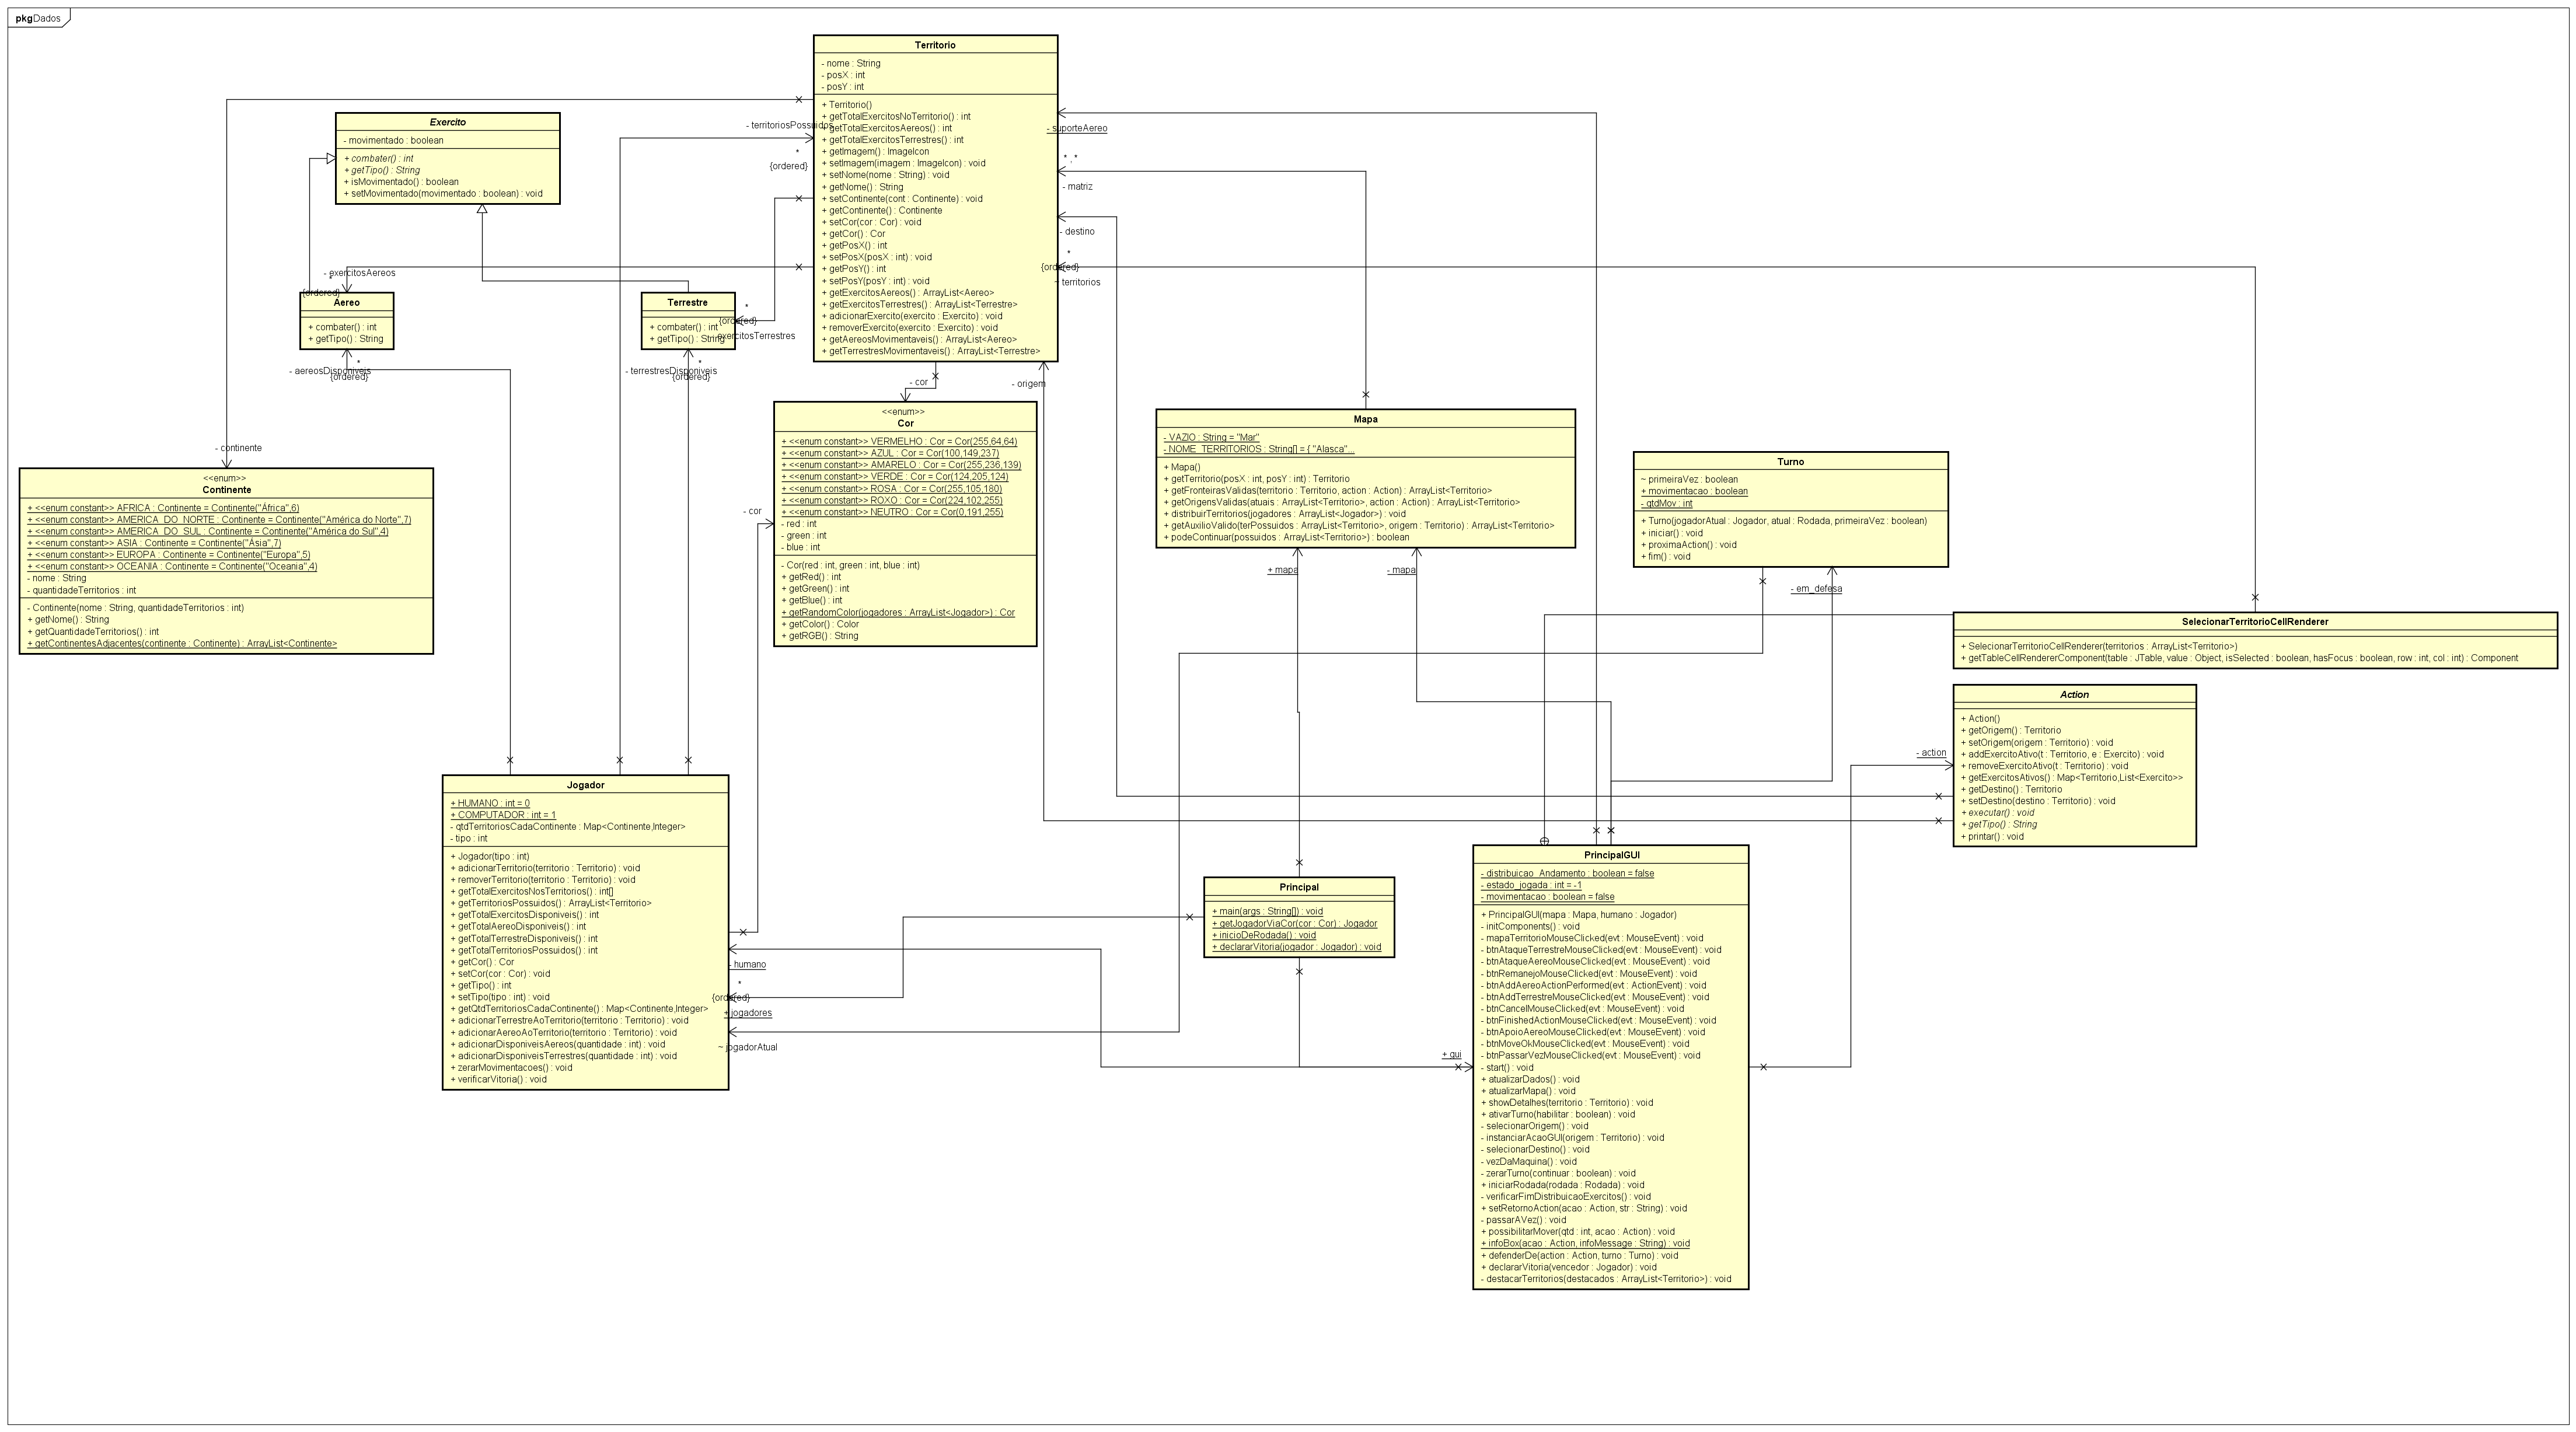 pkg Dados
Territorio
- nome : String
- posX : int
- posY : int
+ Territorio()
+ getTotalExercitosNoTerritorio() : int
+ getTotalExercitosAereos() : int
+ getTotalExercitosTerrestres() : int
+ getImagem() : ImageIcon
+ setImagem(imagem : ImageIcon) : void
+ setNome(nome : String) : void
+ getNome() : String
+ setContinente(cont : Continente) : void
+ getContinente() : Continente
+ setCor(cor : Cor) : void
+ getCor() : Cor
+ getPosX() : int
+ setPosX(posX : int) : void
+ getPosY() : int
+ setPosY(posY : int) : void
+ getExercitosAereos() : ArrayList<Aereo>
+ getExercitosTerrestres() : ArrayList<Terrestre>
+ adicionarExercito(exercito : Exercito) : void
+ removerExercito(exercito : Exercito) : void
+ getAereosMovimentaveis() : ArrayList<Aereo>
+ getTerrestresMovimentaveis() : ArrayList<Terrestre>
Exercito
- movimentado : boolean
+ combater() : int
+ getTipo() : String
+ isMovimentado() : boolean
+ setMovimentado(movimentado : boolean) : void
- territoriosPossuidos
*
{ordered}
- suporteAereo
* . *
- matriz
- destino
*
{ordered}
~ territorios
- exercitosAereos
*
{ordered}
Aereo
+ combater() : int
+ getTipo() : String
Terrestre
+ combater() : int
+ getTipo() : String
*
{ordered}
- exercitosTerrestres
*
- aereosDisponiveis
{ordered}
*
- terrestresDisponiveis
{ordered}
- cor
- origem
- continente
<<enum>>
Cor
+ <<enum constant>> VERMELHO : Cor = Cor(255,64,64)
+ <<enum constant>> AZUL : Cor = Cor(100,149,237)
+ <<enum constant>> AMARELO : Cor = Cor(255,236,139)
+ <<enum constant>> VERDE : Cor = Cor(124,205,124)
+ <<enum constant>> ROSA : Cor = Cor(255,105,180)
+ <<enum constant>> ROXO : Cor = Cor(224,102,255)
+ <<enum constant>> NEUTRO : Cor = Cor(0,191,255)
- red : int
- green : int
- blue : int
- Cor(red : int, green : int, blue : int)
+ getRed() : int
+ getGreen() : int
+ getBlue() : int
+ getRandomColor(jogadores : ArrayList<Jogador>) : Cor
+ getColor() : Color
+ getRGB() : String
Mapa
- VAZIO : String = "Mar"
- NOME_TERRITORIOS : String[] = { "Alasca"...
+ Mapa()
+ getTerritorio(posX : int, posY : int) : Territorio
+ getFronteirasValidas(territorio : Territorio, action : Action) : ArrayList<Territorio>
+ getOrigensValidas(atuais : ArrayList<Territorio>, action : Action) : ArrayList<Territorio>
+ distribuirTerritorios(jogadores : ArrayList<Jogador>) : void
+ getAuxilioValido(terPossuidos : ArrayList<Territorio>, origem : Territorio) : ArrayList<Territorio>
+ podeContinuar(possuidos : ArrayList<Territorio>) : boolean
Turno
~ primeiraVez : boolean
+ movimentacao : boolean
- qtdMov : int
+ Turno(jogadorAtual : Jogador, atual : Rodada, primeiraVez : boolean)
+ iniciar() : void
+ proximaAction() : void
+ fim() : void
<<enum>>
Continente
+ <<enum constant>> AFRICA : Continente = Continente("África",6)
+ <<enum constant>> AMERICA_DO_NORTE : Continente = Continente("América do Norte",7)
+ <<enum constant>> AMERICA_DO_SUL : Continente = Continente("América do Sul",4)
+ <<enum constant>> ASIA : Continente = Continente("Ásia",7)
+ <<enum constant>> EUROPA : Continente = Continente("Europa",5)
+ <<enum constant>> OCEANIA : Continente = Continente("Oceania",4)
- nome : String
- quantidadeTerritorios : int
- Continente(nome : String, quantidadeTerritorios : int)
+ getNome() : String
+ getQuantidadeTerritorios() : int
+ getContinentesAdjacentes(continente : Continente) : ArrayList<Continente>
- cor
+ mapa
- mapa
- em_defesa
SelecionarTerritorioCellRenderer
+ SelecionarTerritorioCellRenderer(territorios : ArrayList<Territorio>)
+ getTableCellRendererComponent(table : JTable, value : Object, isSelected : boolean, hasFocus : boolean, row : int, col : int) : Component
Action
+ Action()
+ getOrigem() : Territorio
+ setOrigem(origem : Territorio) : void
+ addExercitoAtivo(t : Territorio, e : Exercito) : void
+ removeExercitoAtivo(t : Territorio) : void
+ getExercitosAtivos() : Map<Territorio,List<Exercito>>
+ getDestino() : Territorio
+ setDestino(destino : Territorio) : void
+ executar() : void
+ getTipo() : String
+ printar() : void
- action
Jogador
+ HUMANO : int = 0
+ COMPUTADOR : int = 1
- qtdTerritoriosCadaContinente : Map<Continente,Integer>
- tipo : int
+ Jogador(tipo : int)
+ adicionarTerritorio(territorio : Territorio) : void
+ removerTerritorio(territorio : Territorio) : void
+ getTotalExercitosNosTerritorios() : int[]
+ getTerritoriosPossuidos() : ArrayList<Territorio>
+ getTotalExercitosDisponiveis() : int
+ getTotalAereoDisponiveis() : int
+ getTotalTerrestreDisponiveis() : int
+ getTotalTerritoriosPossuidos() : int
+ getCor() : Cor
+ setCor(cor : Cor) : void
+ getTipo() : int
+ setTipo(tipo : int) : void
+ getQtdTerritoriosCadaContinente() : Map<Continente,Integer>
+ adicionarTerrestreAoTerritorio(territorio : Territorio) : void
+ adicionarAereoAoTerritorio(territorio : Territorio) : void
+ adicionarDisponiveisAereos(quantidade : int) : void
+ adicionarDisponiveisTerrestres(quantidade : int) : void
+ zerarMovimentacoes() : void
+ verificarVitoria() : void
- humano
*
{ordered}
+ jogadores
~ jogadorAtual
Principal
+ main(args : String[]) : void
+ getJogadorViaCor(cor : Cor) : Jogador
+ inicioDeRodada() : void
+ declararVitoria(jogador : Jogador) : void
+ gui
PrincipalGUI
- distribuicao_Andamento : boolean = false
- estado_jogada : int = -1
- movimentacao : boolean = false
+ PrincipalGUI(mapa : Mapa, humano : Jogador)
- initComponents() : void
- mapaTerritorioMouseClicked(evt : MouseEvent) : void
- btnAtaqueTerrestreMouseClicked(evt : MouseEvent) : void
- btnAtaqueAereoMouseClicked(evt : MouseEvent) : void
- btnRemanejoMouseClicked(evt : MouseEvent) : void
- btnAddAereoActionPerformed(evt : ActionEvent) : void
- btnAddTerrestreMouseClicked(evt : MouseEvent) : void
- btnCancelMouseClicked(evt : MouseEvent) : void
- btnFinishedActionMouseClicked(evt : MouseEvent) : void
- btnApoioAereoMouseClicked(evt : MouseEvent) : void
- btnMoveOkMouseClicked(evt : MouseEvent) : void
- btnPassarVezMouseClicked(evt : MouseEvent) : void
- start() : void
+ atualizarDados() : void
+ atualizarMapa() : void
+ showDetalhes(territorio : Territorio) : void
+ ativarTurno(habilitar : boolean) : void
- selecionarOrigem() : void
- instanciarAcaoGUI(origem : Territorio) : void
- selecionarDestino() : void
- vezDaMaquina() : void
- zerarTurno(continuar : boolean) : void
+ iniciarRodada(rodada : Rodada) : void
- verificarFimDistribuicaoExercitos() : void
+ setRetornoAction(acao : Action, str : String) : void
- passarAVez() : void
+ possibilitarMover(qtd : int, acao : Action) : void
+ infoBox(acao : Action, infoMessage : String) : void
+ defenderDe(action : Action, turno : Turno) : void
+ declararVitoria(vencedor : Jogador) : void
- destacarTerritorios(destacados : ArrayList<Territorio>) : void